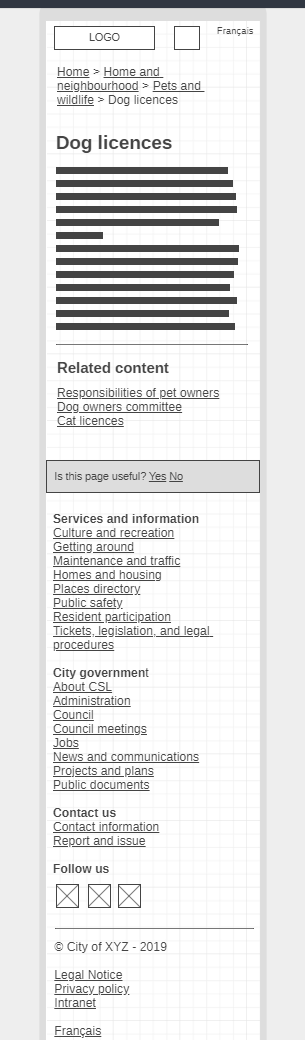 LOGO
Français
Home > Home and
neighbourhood > Pets and
wildlife > Dog licences
Dog licences
Related content
Responsibilities of pet owners
Dog owners committee
Cat licences
Is this page useful? Yes No
Services and information
Culture and recreation
Getting around
Maintenance and traffic
Homes and housing
Places directory
Public safety
Resident participation
Tickets, legislation, and legal
procedures
City government
About CSL
Administration
Council
Council meetings
Jobs
News and communications
Projects and plans
Public documents
Contact us
Contact information
Report and issue
Follow us
© City of XYZ - 2019
Legal Notice
Privacy policy
Intranet
Français